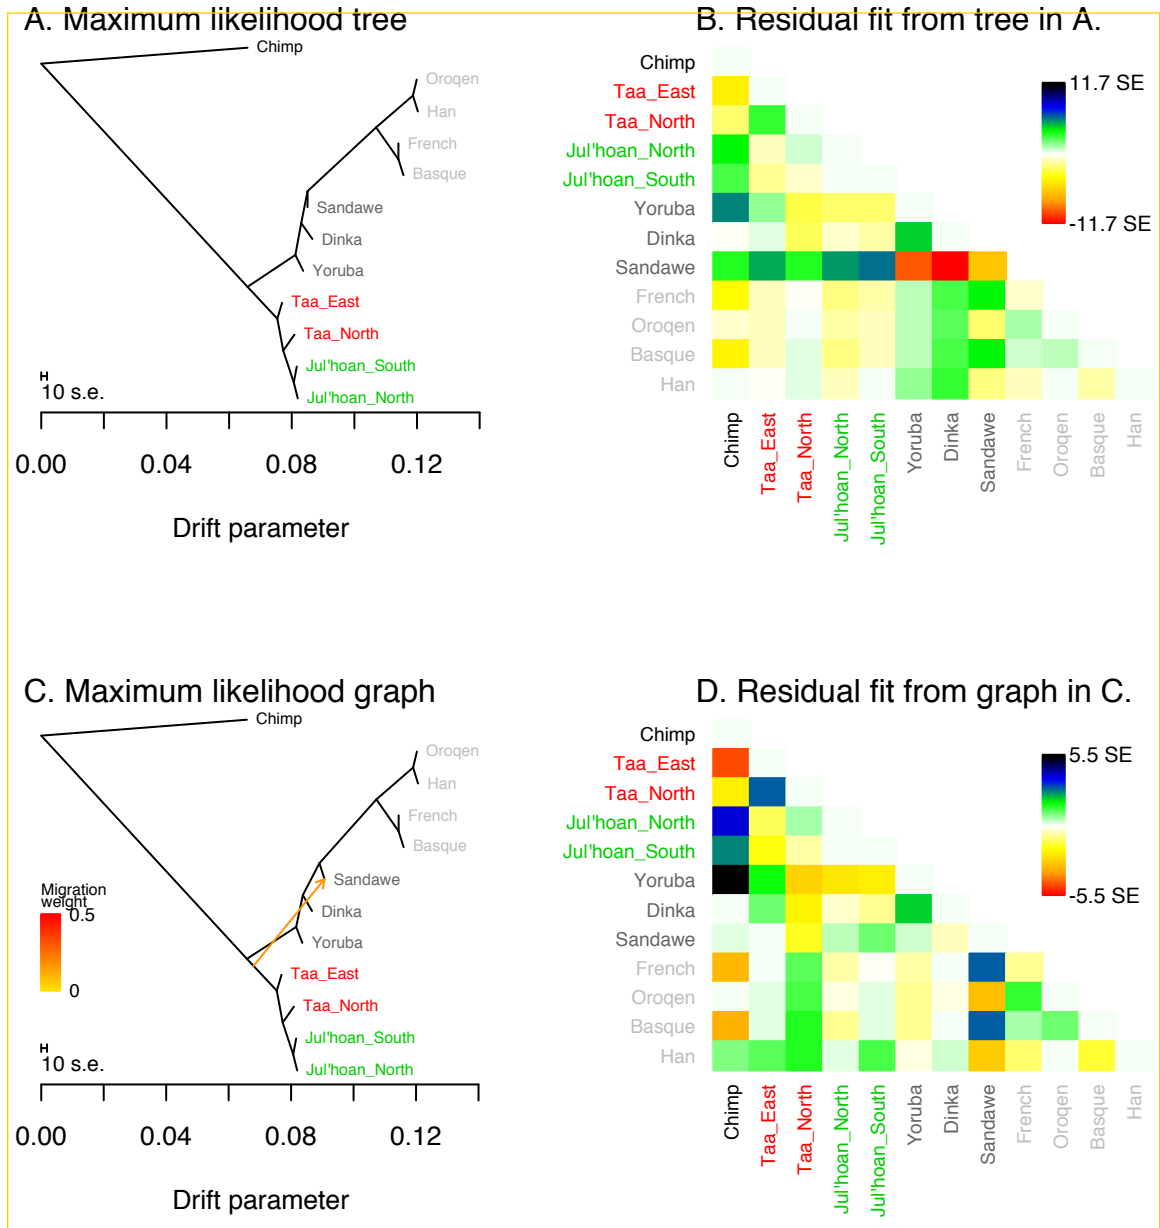 A. Maximum likelihood tree
Chimp
Oroqen
Han
French
Basque
Sandawe
Dinka
Yoruba
Taa_East
Taa_North
Jul'hoan_South
Jul'hoan_North
10 s.e.
0.00 0.04 0.08 0.12
Drift parameter
B. Residual fit from tree in A.
Chimp
Taa_East
Taa_North
Jul'hoan_North
Jul'hoan_South
Yoruba
Dinka
Sandawe
French
Oroqen
Basque
Han
11.7 SE
-11.7 SE
Chimp
Taa_East
Taa_North
Jul'hoan_North
Jul'hoan_South
Yoruba
Dinka
Sandawe
French
Oroqen
Basque
Han
C. Maximum likelihood graph
Chimp
Oroqen
Han
French
Basque
Sandawe
Dinka
Yoruba
Taa_East
Taa_North
Jul'hoan_South
Jul'hoan_North
Migration
weight
0.5
0
10 s.e.
0.00 0.04 0.08 0.12
Drift parameter
D. Residual fit from graph in C.
Chimp
Taa_East
Taa_North
Jul'hoan_North
Jul'hoan_South
Yoruba
Dinka
Sandawe
French
Oroqen
Basque
Han
5.5 SE
-5.5 SE
Chimp
Taa_East
Taa_North
Jul'hoan_North
Jul'hoan_South
Yoruba
Dinka
Sandawe
French
Oroqen
Basque
Han